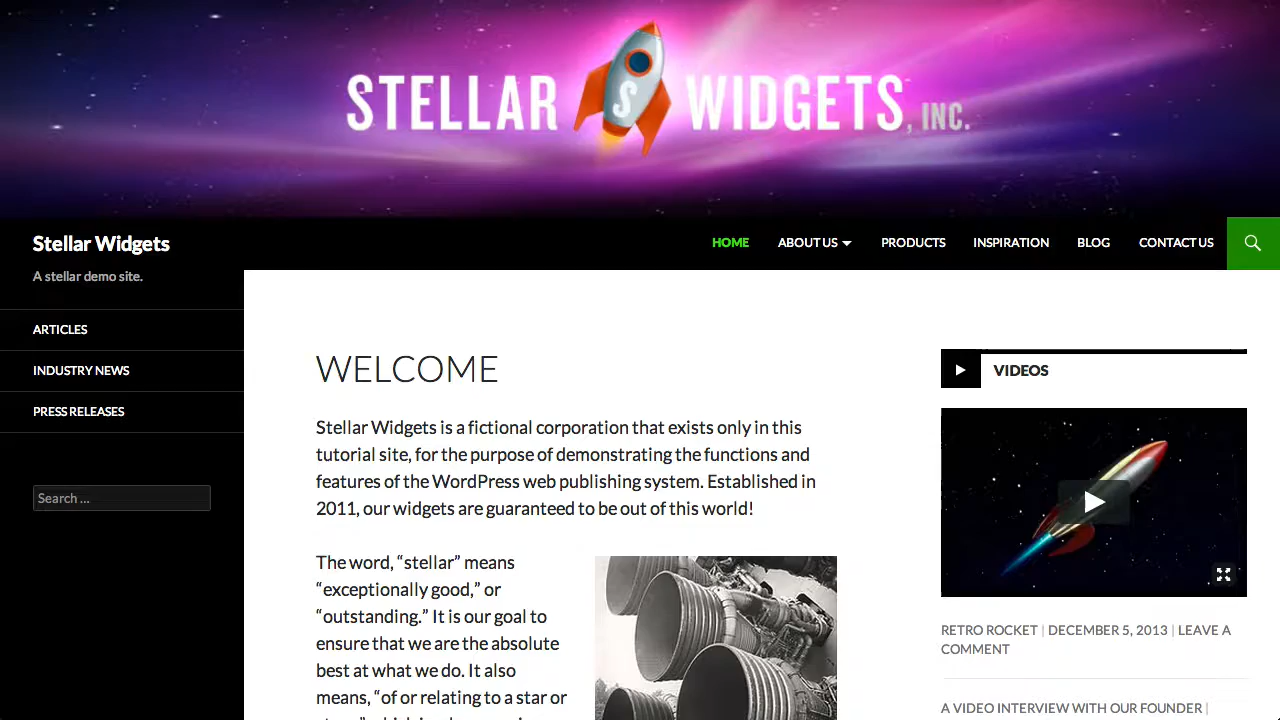 STELLAR S WIDGETS, INC.
Stellar Widgets
A stellar demo site.
HOME ABOUT US PRODUCTS INSPIRATION BLOG CONTACT US
ARTICLES
INDUSTRY NEWS
PRESS RELEASES
Search ...
WELCOME
Stellar Widgets is a fictional corporation that exists only in this
tutorial site, for the purpose of demonstrating the functions and
features of the WordPress web publishing system. Established in
2011, our widgets are guaranteed to be out of this world!
The word, “stellar” means
“exceptionally good,” or
“outstanding.” It is our goal to
ensure that we are the absolute
best at what we do. It also
means, “of or relating to a star or
VIDEOS
RETRO ROCKET | DECEMBER 5, 2013 | LEAVE A
COMMENT
A VIDEO INTERVIEW WITH OUR FOUNDER |